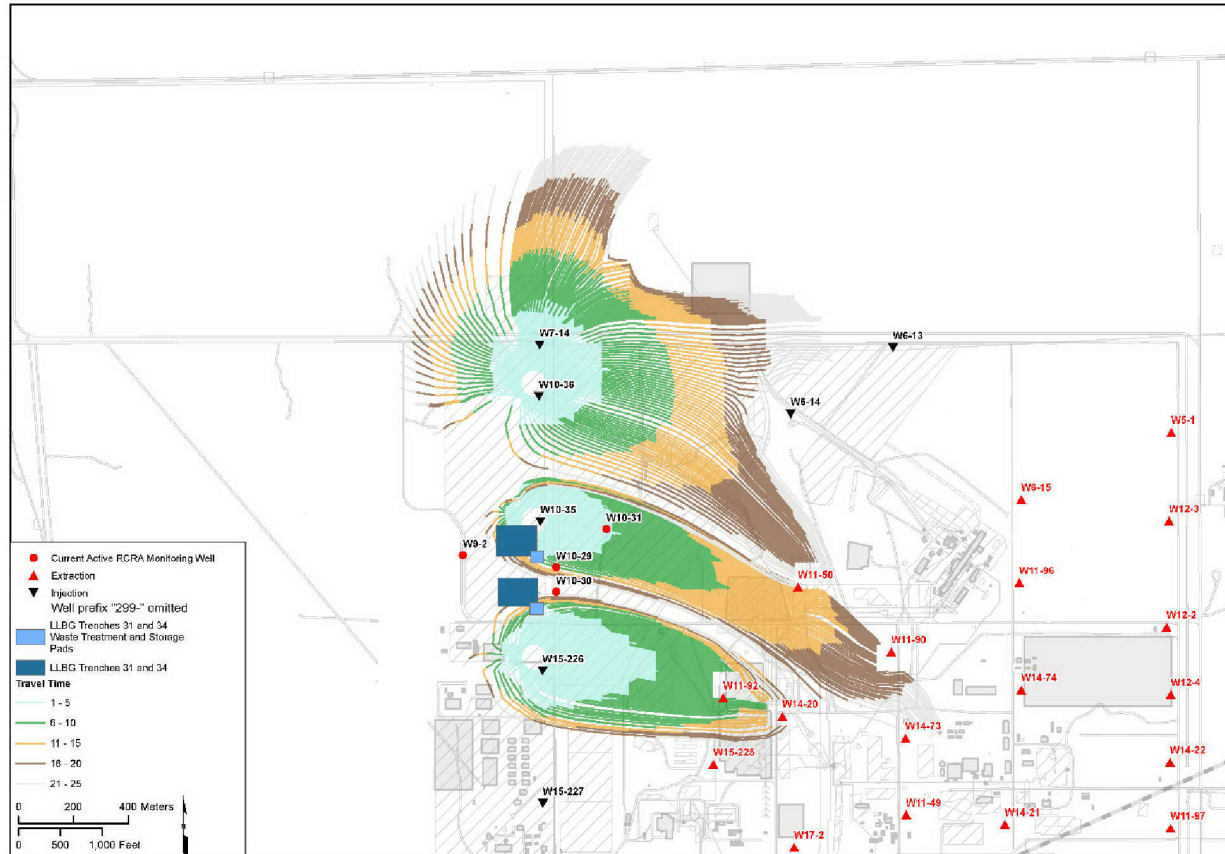 W7-14
W6-13
W10-36
W6-14
W5-1
W6-15
W10-35
W10-31
W12-3
W9-2
W10-29
W10-30
W11-50
W11-96
W12-2
W11-90
W15-226
W11-92
W14-74
W12-4
W14-20
W14-73
W15-225
W14-22
W15-227
W11-49
W14-21
W11-97
W17-2
Current Active RCRA Monitoring Well
Extraction
Injection
Well prefix "299-" omitted
LLBG Trenches 31 and 34
Waste Treatment and Storage
Pads
LLBG Trenches 31 and 34
Travel Time
1 - 5
6 - 10
11 - 15
16 - 20
21 - 25
0 200 400 Meters
0 500 1,000 Feet